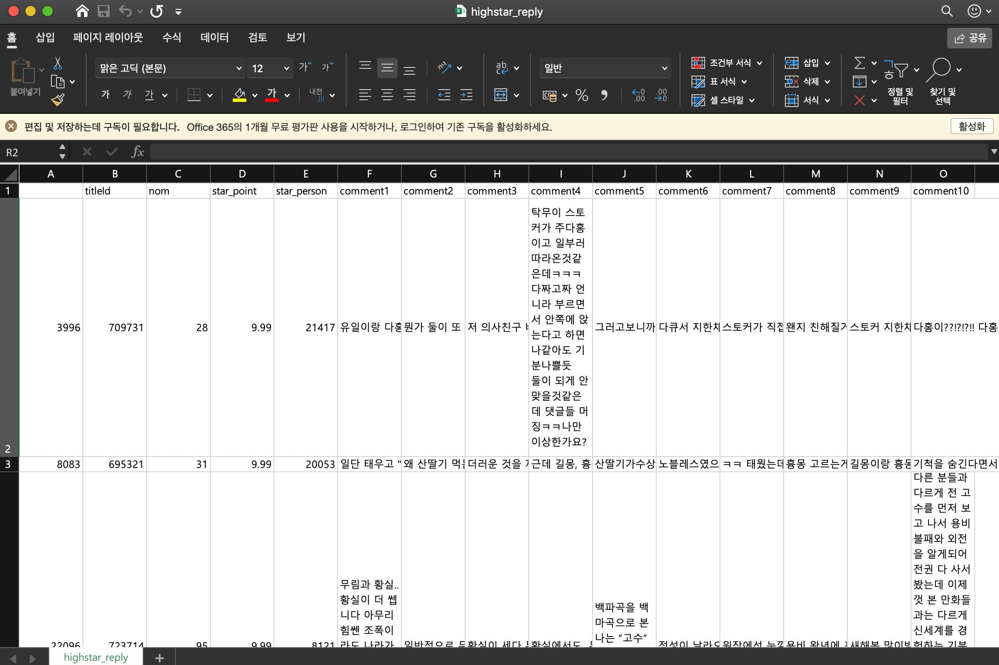 highstar_reply
홈 삽입 페이지 레이아웃 수식 데이터 검토 보기 공유
붙여넣기
맑은 고딕 (본문) 12 가 가
가 가 가 가 내천
ab
c
일반
% , .0 .00 .00 .0
조건부 서식
표 서식
셀 스타일
삽입
삭제
서식
정렬 및
필터
찾기 및
선택
편집 및 저장하는데 구독이 필요합니다. Office 365의 1개월 무료 평가판 사용을 시작하거나, 로그인하여 기존 구독을 활성화하세요. 활성화
R2 fx
A B C D E F G H I J K L M N O
1 titleId nom star_point star_person comment1 comment2 comment3 comment4 comment5 comment6 comment7 comment8 comment9 comment10
탁무이 스토
커가 주다홍
이고 일부러
따라온것같
은데ㅋㅋㅋ
다짜고짜 언
니라 부르면
서 안쪽에 앉
는다고 하면
나같아도 기
분나쁠듯
둘이 되게 안
맞을것같은
데 댓글들 머
징ㅋㅋ나만
이상한가요?
2 3996 709731 28 9.99 21417 유일이랑 다홍 뭔가 둘이 또 저 의사친구 그러고보니까 다큐서 지한채 스토커가 직접 왠지 친해질거 스토커 지한채 다홍이??!?!?!! 다홍
3 8083 695321 31 9.99 20053 일단 태우고 " 왜 산딸기 먹는 더러운 것을 근데 길몽, 흉 산딸기가수상 노블레스였으 ㅋㅋ 태웠는데 흉몽 고르는게 길몽이랑 흉몽 기척을 숨긴다면서
무림과 황실..
황실이 더 쎕
니다 아무리
힘쎈 조폭이
라도 나라가
백파곡을 백
마곡으로 본
나는 “고수”
다른 분들과
다르게 전 고
수를 먼저 보
고 나서 용비
불패와 외전
을 알게되어
전권 다 사서
봤는데 이제
껏 본 만화들
과는 다르게
신세계를 경
험하는 기분
22096 723714 95 9.99 8121 일반적으로 황실이 세다 황실에서도 적성이 날라오 원작에선 용비 왕년에 새해복 많이받
highstar_reply +